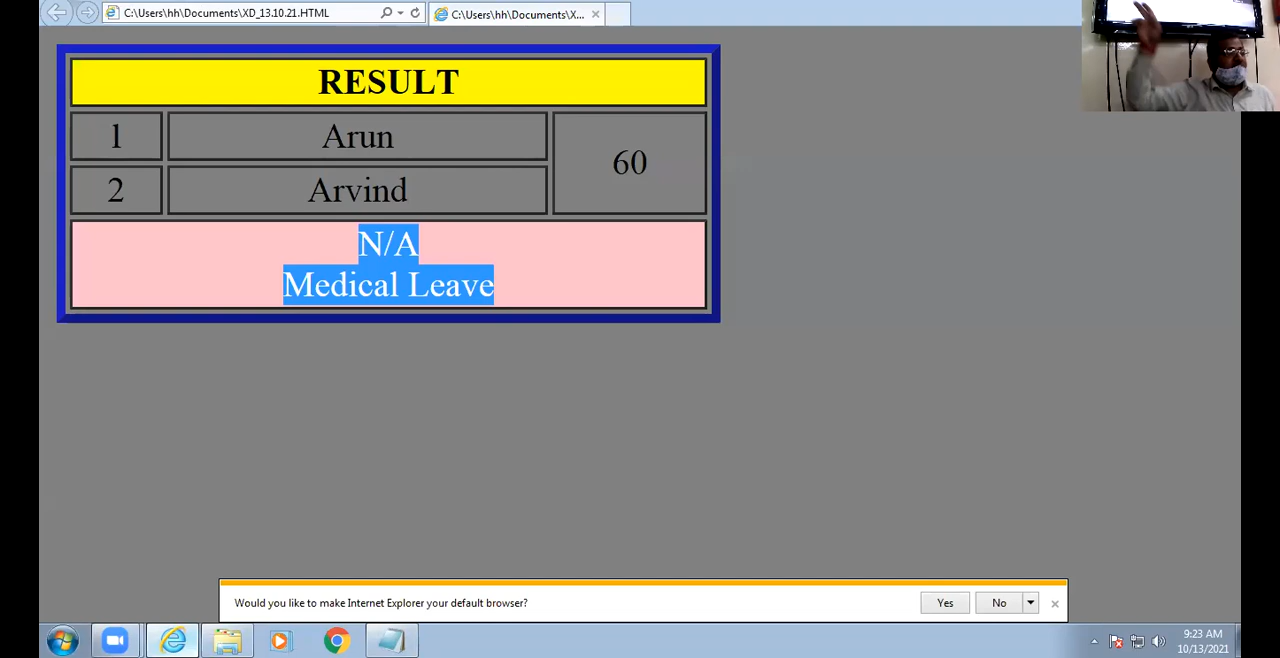 C:\Users\hh\Documents\XD_13.10.21.HTML
C:\Users\hh\Documents\X...
RESULT
1 Arun 60
2 Arvind
N/A
Medical Leave
Would you like to make Internet Explorer your default browser?
Yes
No
9:23 AM
10/13/2021